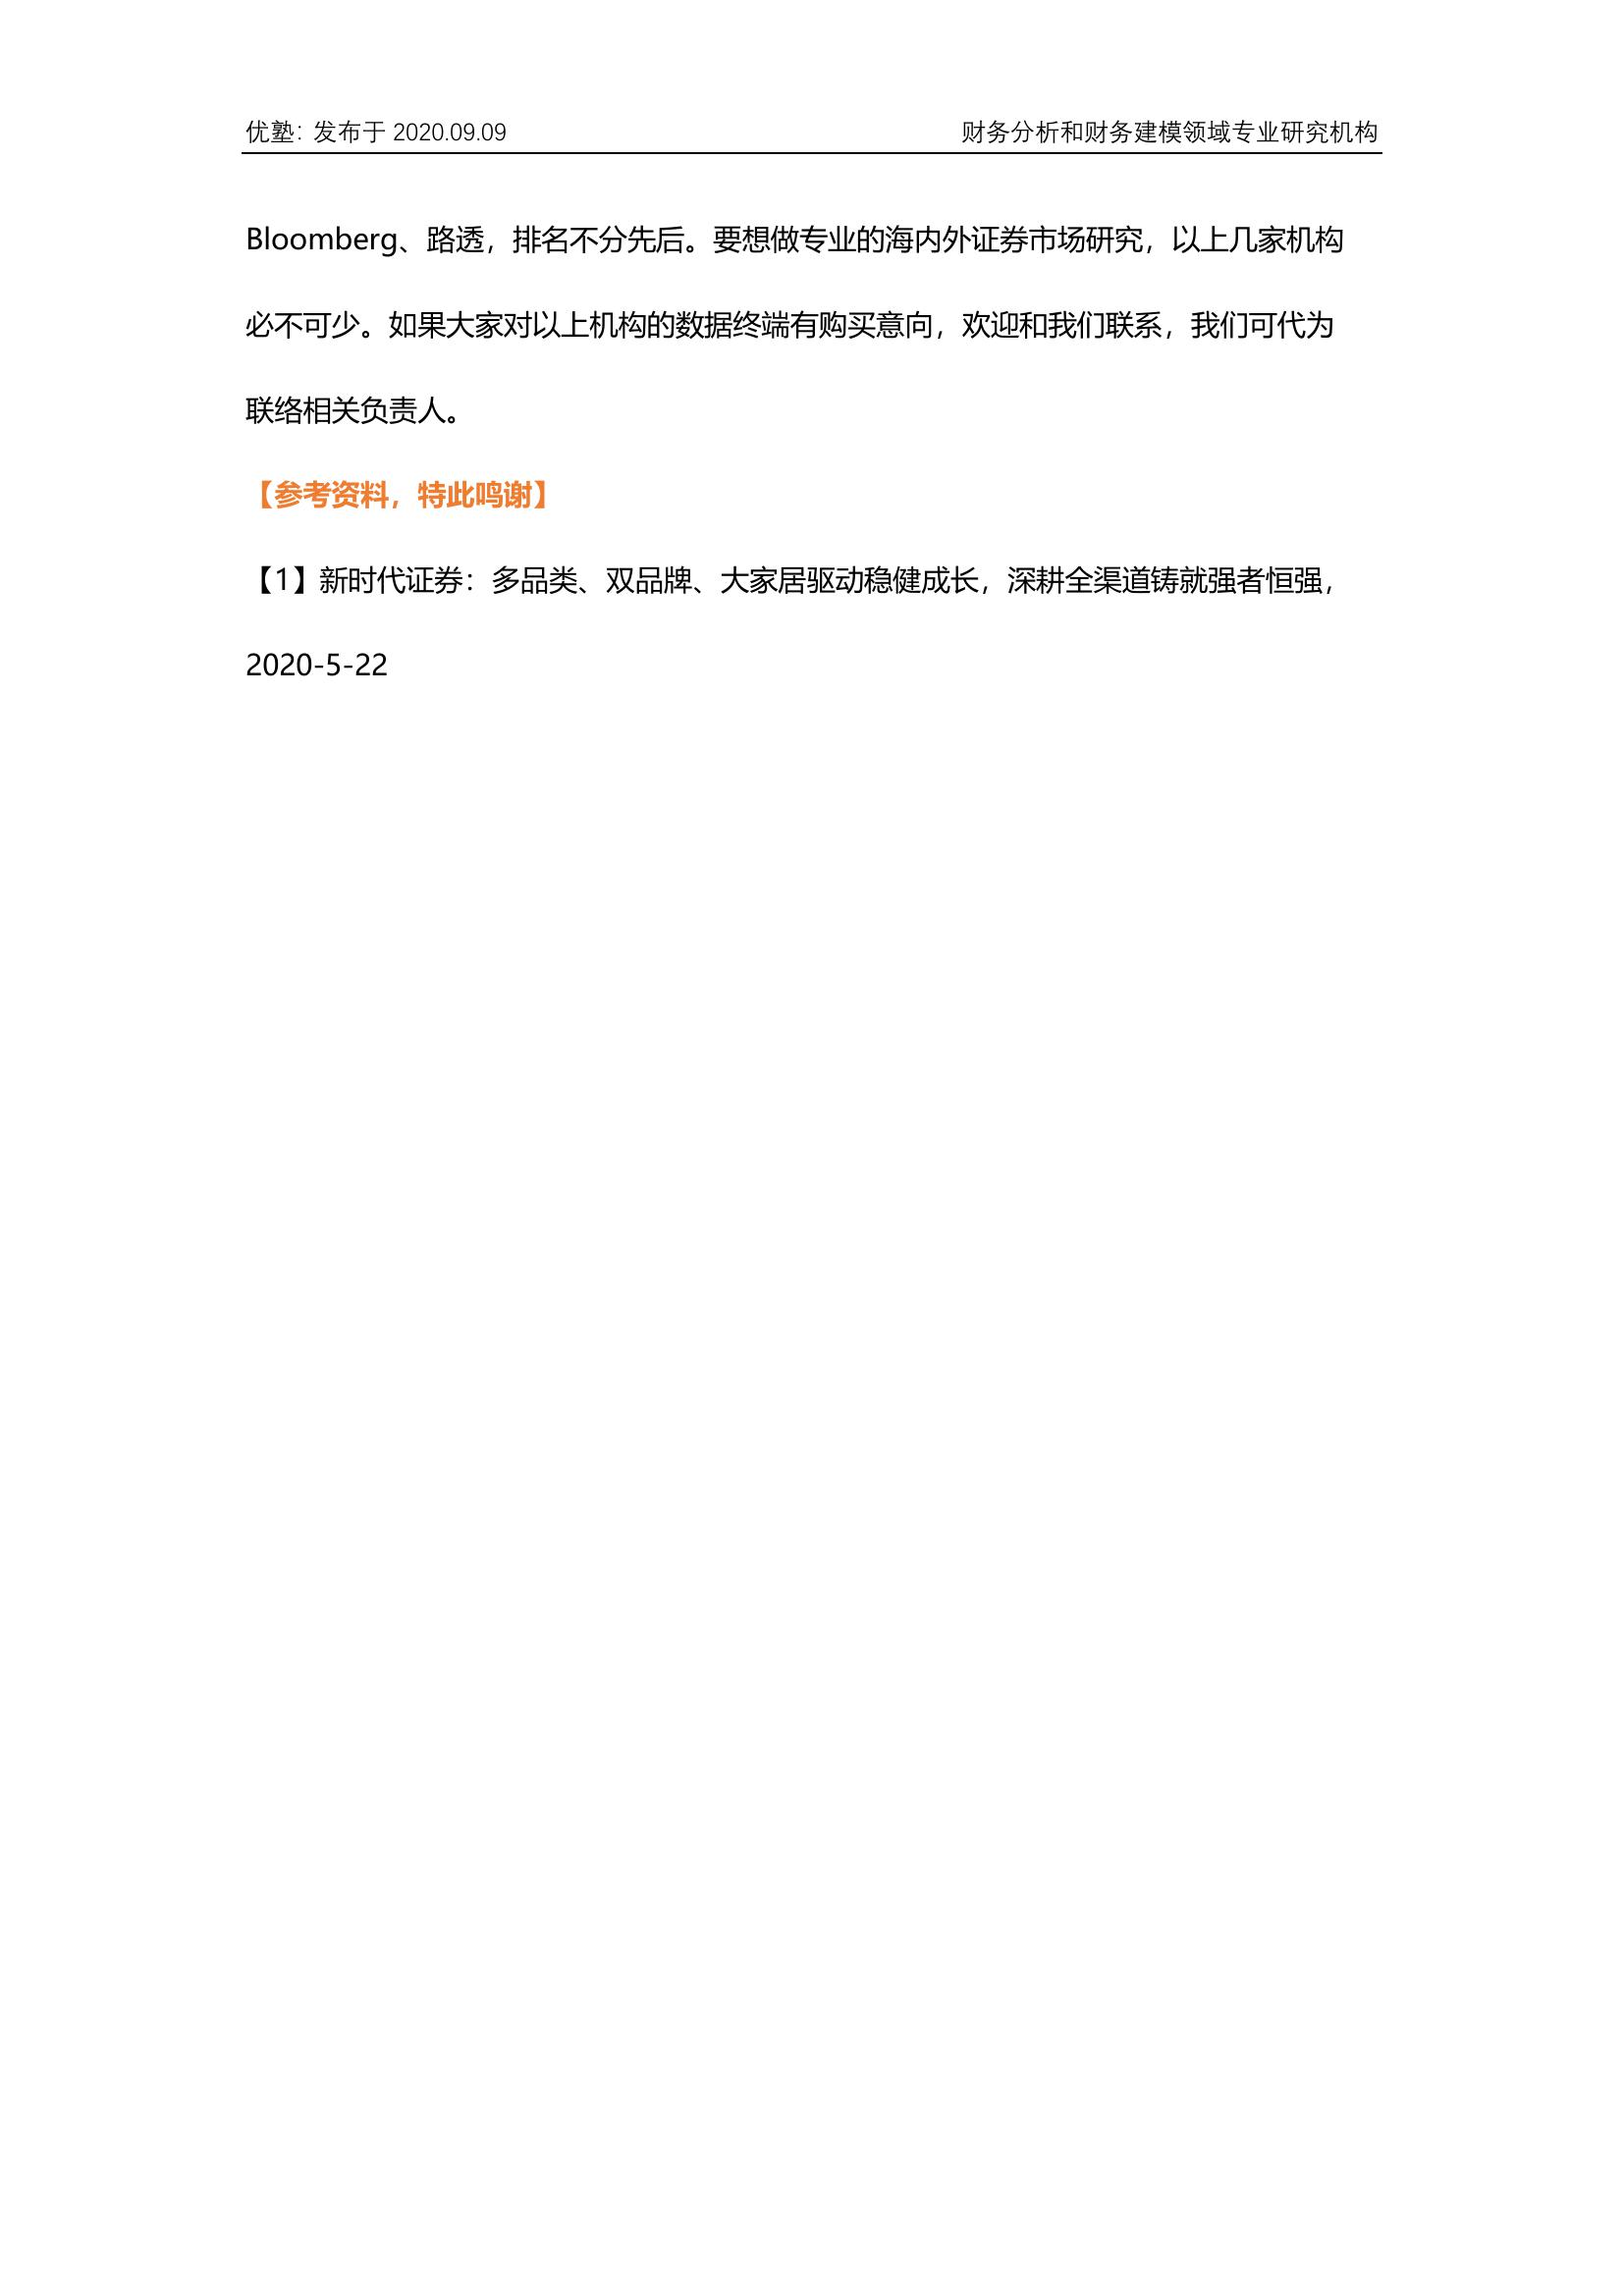 优塾：发布于 2020.09.09 财务分析和财务建模领域专业研究机构
Bloomberg、路透，排名不分先后。要想做专业的海内外证券市场研究，以上几家机构
必不可少。如果大家对以上机构的数据终端有购买意向，欢迎和我们联系，我们可代为
联络相关负责人。
【参考资料，特此鸣谢】
【1】新时代证券：多品类、双品牌、大家居驱动稳健成长，深耕全渠道铸就强者恒强，
2020-5-22